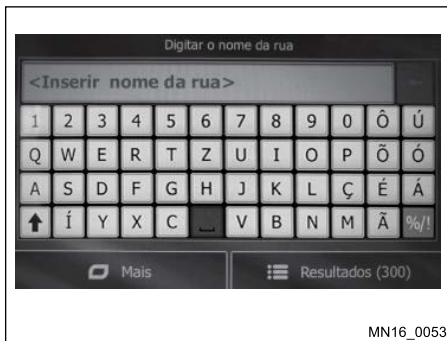 Digitar o nome da rua
<Inserir nome da rua>
1 2 3 4 5 6 7 8 9 0 Ô Ú
Q W E R T Z U I O P Õ Ó
A S D F G H J K L Ç É Á
Í Y X C V B N M Ã %/!
Mais
Resultados (300)
MN16_0053